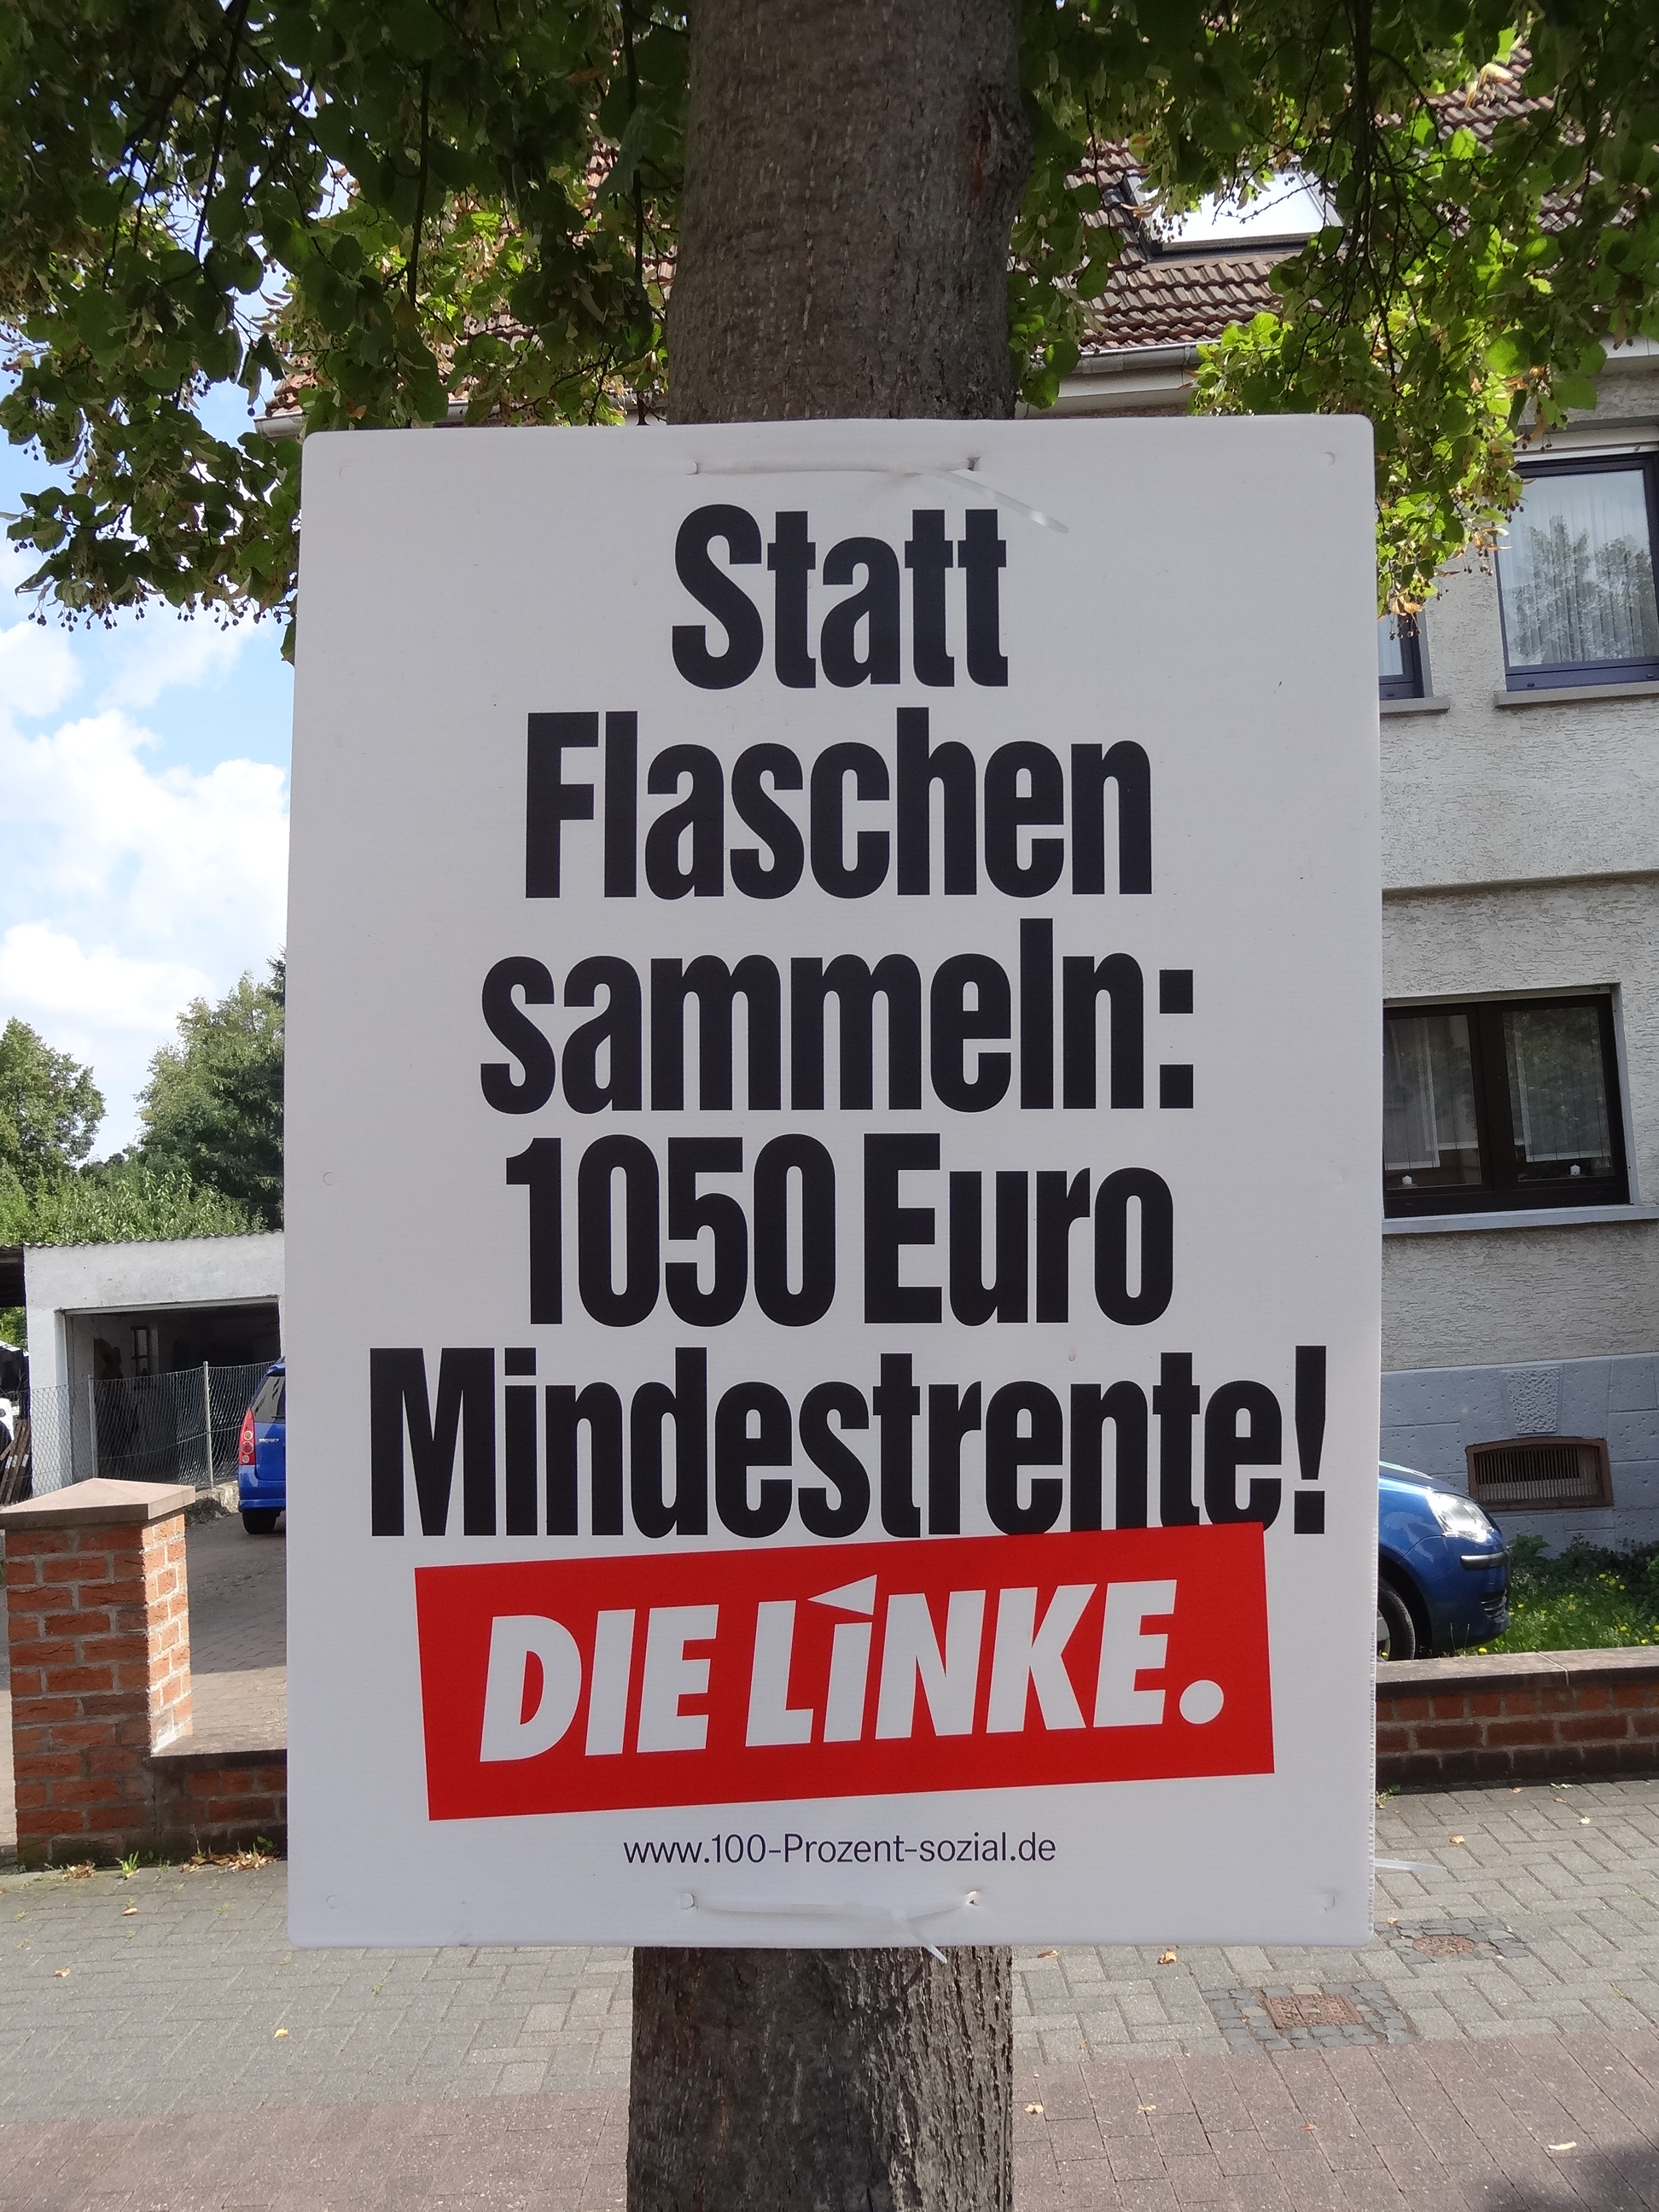 Statt
Flaschen
sammeln:
1050 Euro
Mindestrente!
DIE LiNKE.
www.100-Prozent-sozial.de